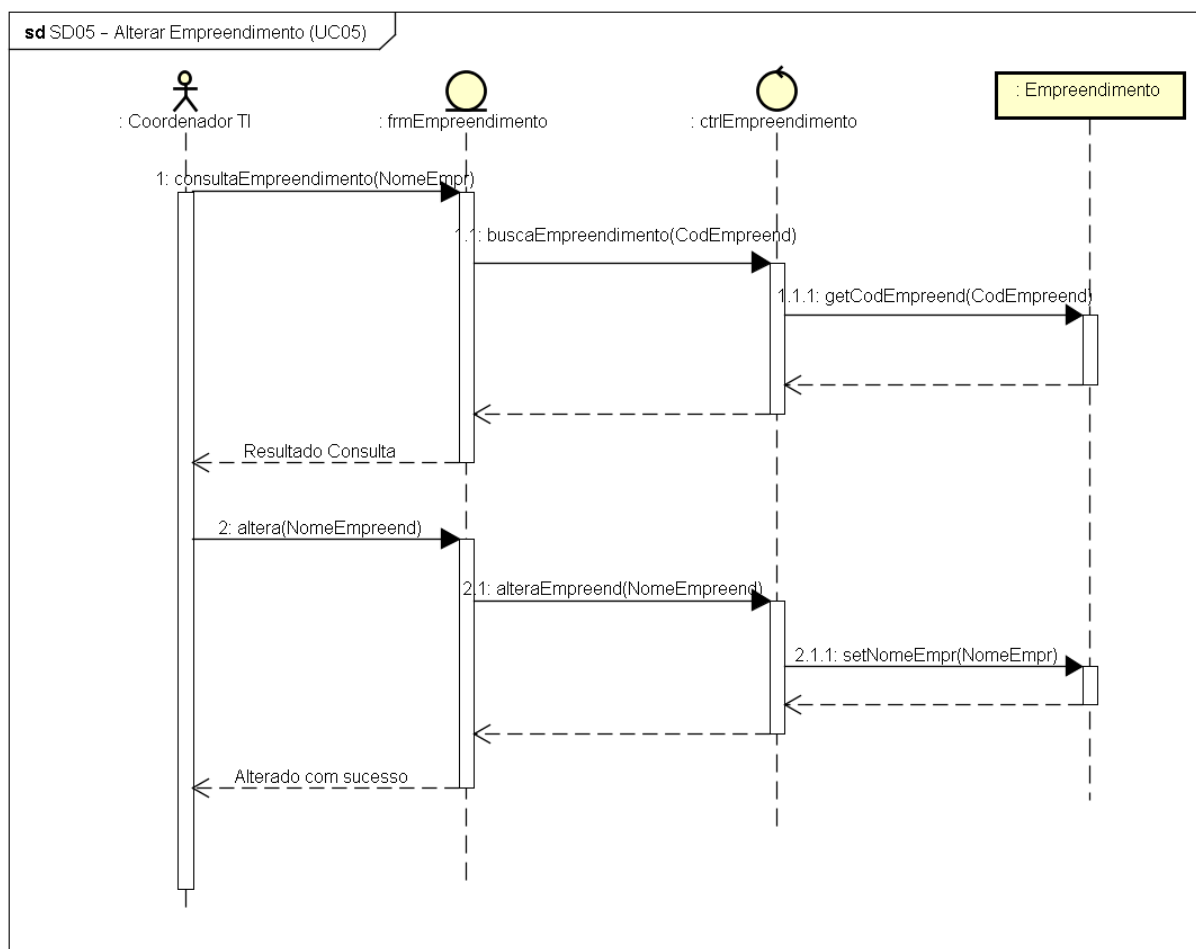 sd SD05 – Alterar Empreendimento (UC05)
: Coordenador TI
: frmEmpreendimento
: ctrlEmpreendimento
: Empreendimento
1: consultaEmpreendimento(NomeEmpr)
1.1: buscaEmpreendimento(CodEmpreend)
1.1.1: getCodEmpreend(CodEmpreend)
Resultado Consulta
2: altera(NomeEmpreend)
2.1: alteraEmpreend(NomeEmpreend)
2.1.1: setNomeEmpr(NomeEmpr)
Alterado com sucesso